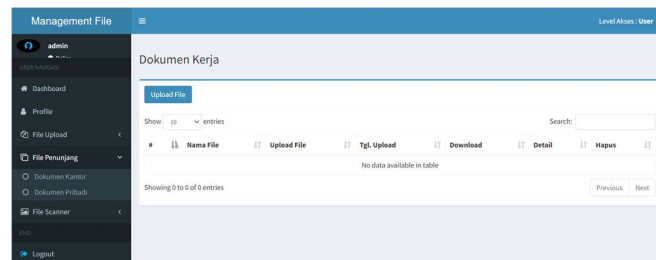 Management File
Level Akses : User
admin
Online
USER NAVIGASI
Dashboard
Profile
File Upload
File Penunjang
Dokumen Kantor
Dokumen Pribadi
File Scanner
END
Logout
Dokumen Kerja
Upload File
Show 10 entries
Search:
# Nama File Upload File Tgl. Upload Download Detail Hapus
No data available in table
Showing 0 to 0 of 0 entries
Previous Next